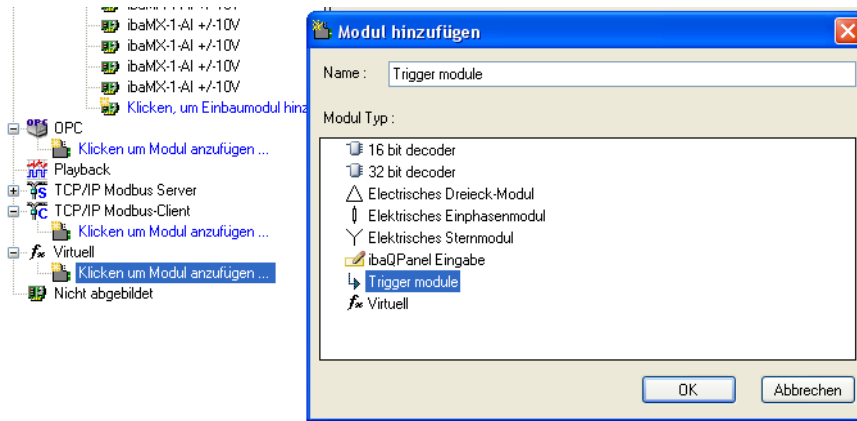 ibaMX-1-AI +/-10V
ibaMX-1-AI +/-10V
ibaMX-1-AI +/-10V
ibaMX-1-AI +/-10V
Klicken, um Einbaumodul hinz
OPC
Klicken um Modul anzufügen ...
Playback
TCP/IP Modbus Server
TCP/IP Modbus-Client
Klicken um Modul anzufügen ...
Virtuell
Klicken um Modul anzufügen ...
Nicht abgebildet
Modul hinzufügen
Name : Trigger module
Modul Typ :
16 bit decoder
32 bit decoder
Electrisches Dreieck-Modul
Elektrisches Einphasenmodul
Elektrisches Sternmodul
ibaQPanel Eingabe
Trigger module
Virtuell
OK Abbrechen